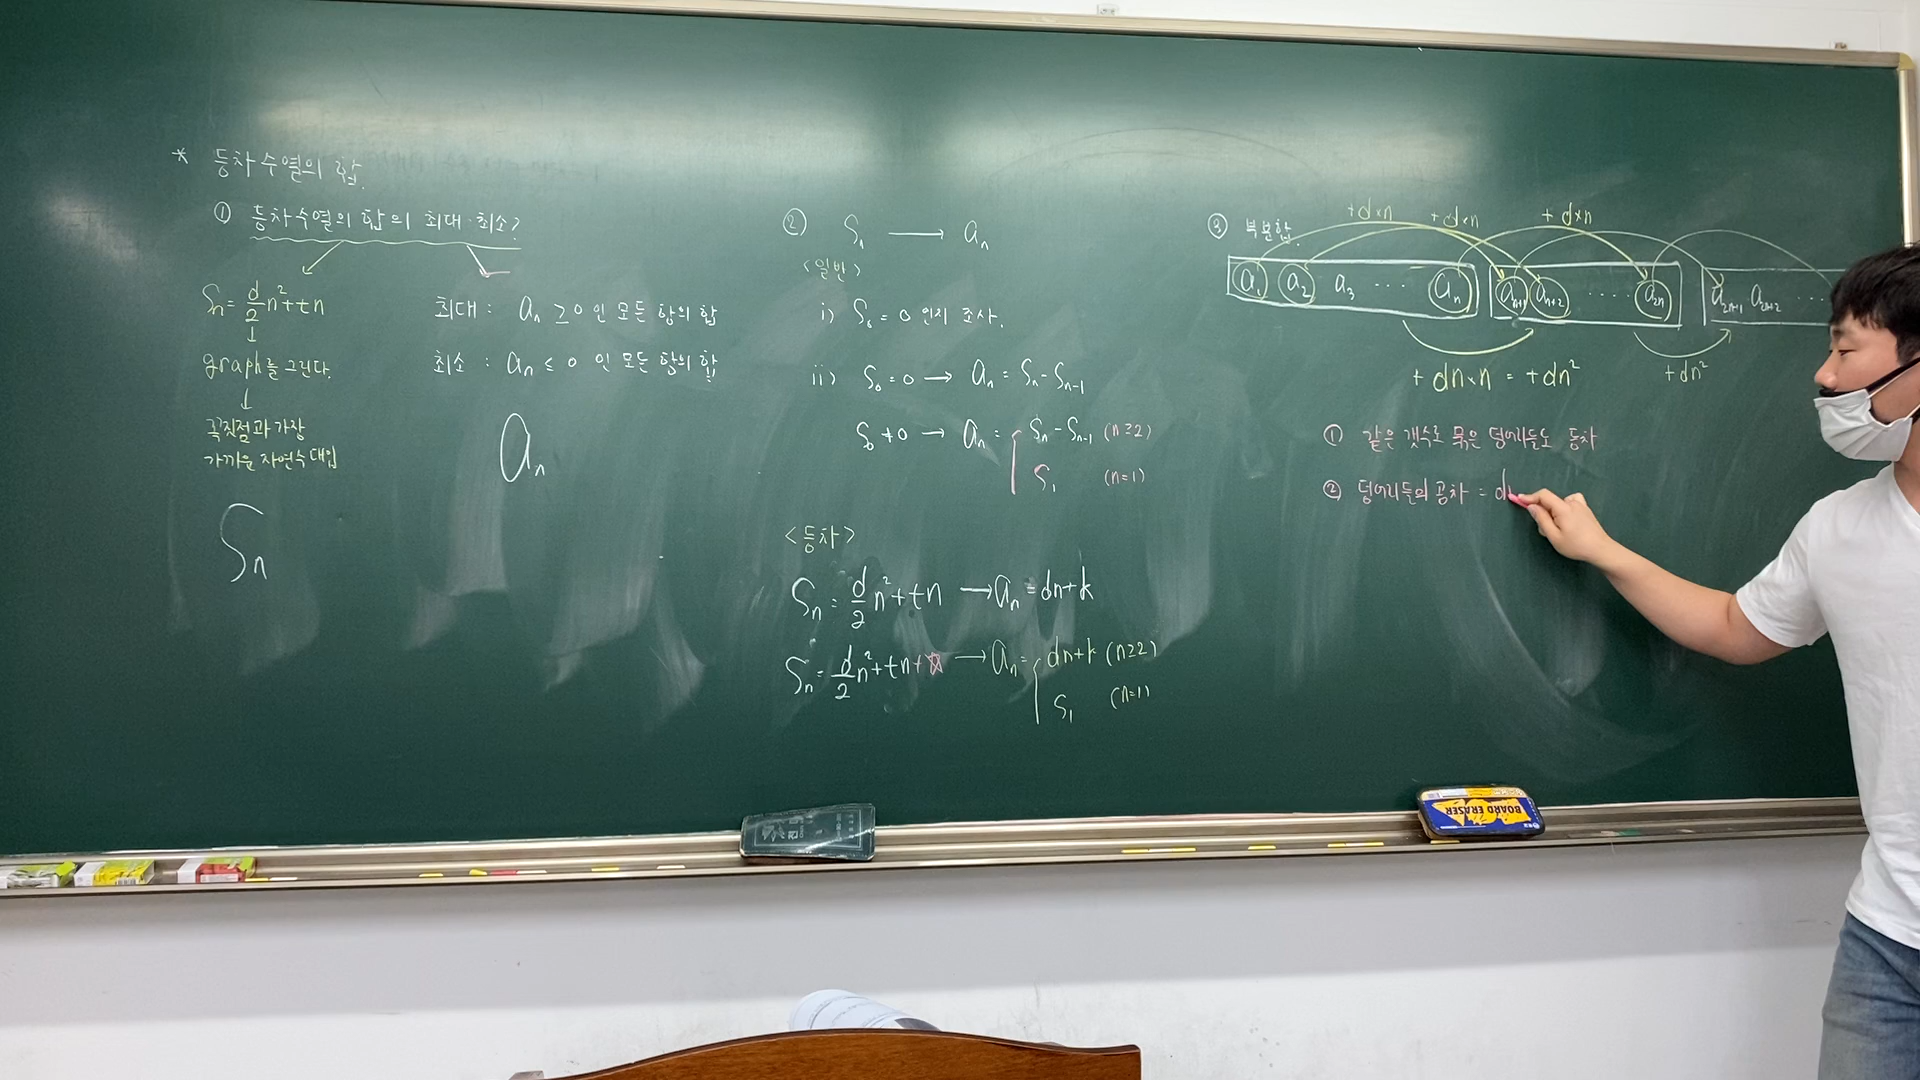 * 등차수열의 합.
① 등차수열의 합의 최대·최소?
Sn = d/2 n² + tn
↓
graph를 그린다.
↓
꼭짓점과 가장
가까운 자연수 대입
Sn
최대 : an ≥ 0 인 모든 항의 합
최소 : an ≤ 0 인 모든 항의 합
an
② Sn → an
<일반>
i) S₀ = 0 인지 조사.
ii) S₀ = 0 → an = Sn - Sn-1
S₀ ≠ 0 → an = Sn - Sn-1 (n≥2)
S₁ (n=1)
<등차>
Sn = d/2 n² + tn → an = dn+k
Sn = d/2 n² + tn + ☆ → an = dn+k (n≥2)
S₁ (n=1)
③ 부분합.
+d×n +d×n +d×n
a₁ a₂ a₃ ··· an an+1 an+2 ···· a2n a2n+1 a2n+2 ···
+ dn×n = +dn² +dn²
① 같은 갯수로 묶은 덩어리들도 등차
② 덩어리들의 공차 = d
BOARD ERASER